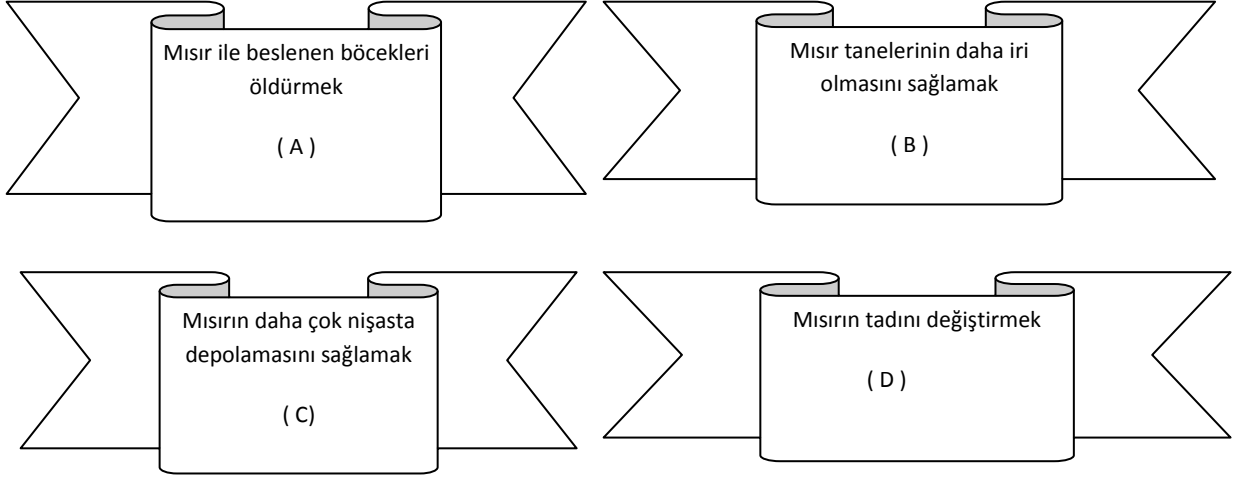 Mısır ile beslenen böcekleri
öldürmek
( A )
Mısır tanelerinin daha iri
olmasını sağlamak
( B )
Mısırın daha çok nişasta
depolamasını sağlamak
( C)
Mısırın tadını değiştirmek
( D )